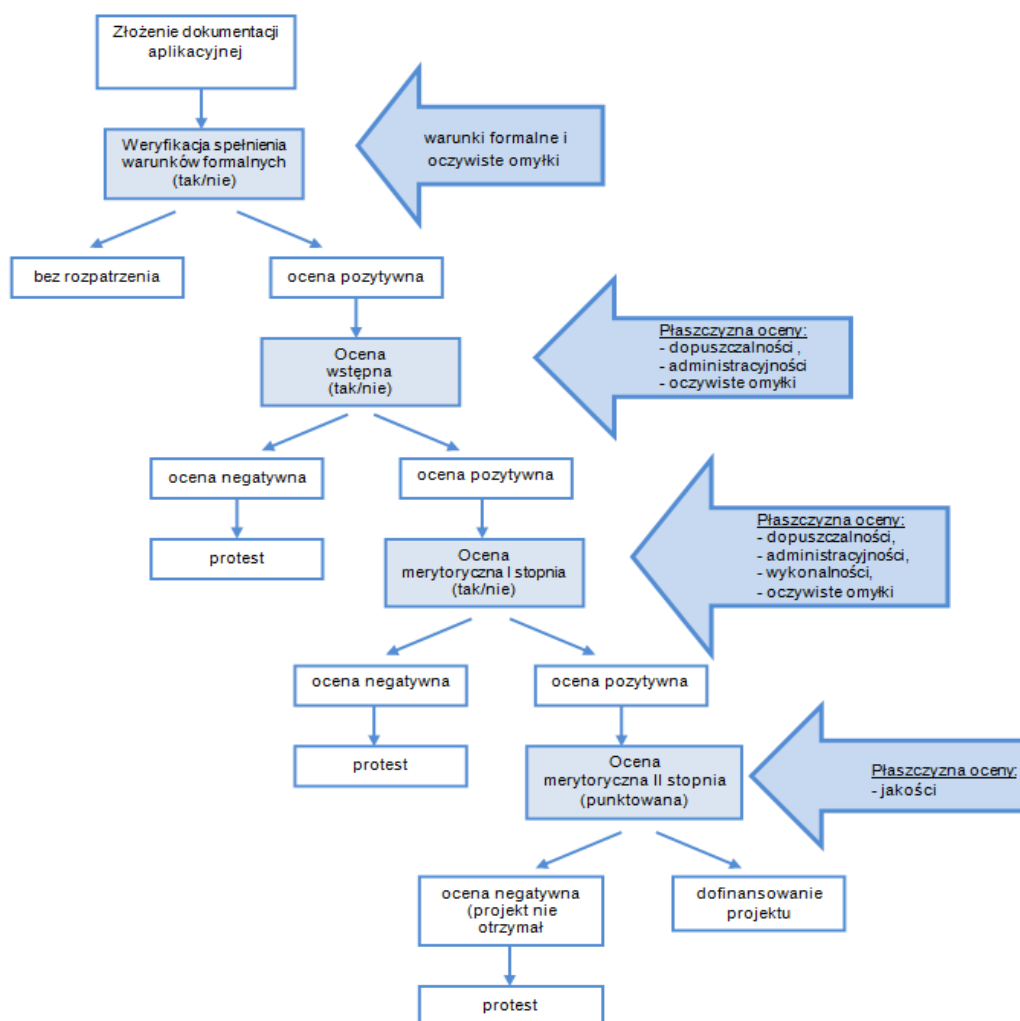 Złożenie dokumentacji
aplikacyjnej
Weryfikacja spełnienia
warunków formalnych
(tak/nie)
warunki formalne i
oczywiste omyłki
bez rozpatrzenia
ocena pozytywna
Ocena
wstępna
(tak/nie)
Płaszczyzna oceny:
- dopuszczalności ,
- administracyjności
- oczywiste omyłki
ocena negatywna
ocena pozytywna
protest
Ocena
merytoryczna I stopnia
(tak/nie)
Płaszczyzna oceny:
- dopuszczalności,
- administracyjności,
- wykonalności,
- oczywiste omyłki
ocena negatywna
ocena pozytywna
protest
Ocena
merytoryczna II stopnia
(punktowana)
Płaszczyzna oceny:
- jakości
ocena negatywna
(projekt nie
otrzymał
dofinansowanie
projektu
protest